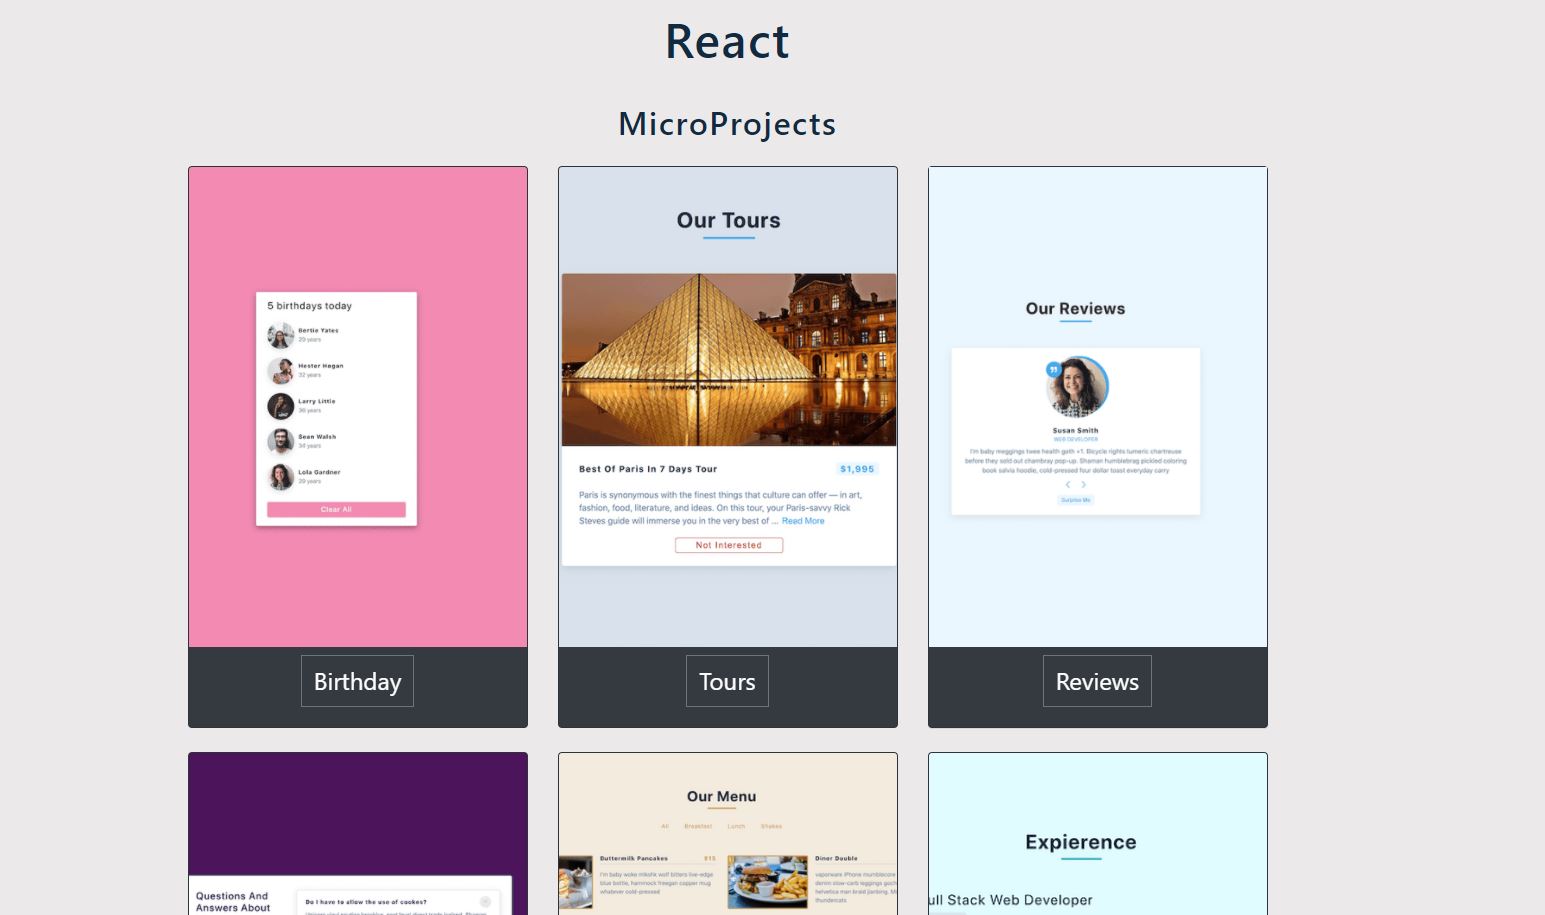 React
MicroProjects
5 birthdays today
Bertie Yates
29 years
Hester Hogan
32 years
Larry Little
36 years
Sean Walsh
34 years
Lola Gardner
29 years
Clear All
Birthday
Our Tours
Best Of Paris In 7 Days Tour
$1,995
Paris is synonymous with the finest things that culture can offer — in art,
fashion, food, literature, and ideas. On this tour, your Paris-savvy Rick
Steves guide will immerse you in the very best of ... Read More
Not Interested
Tours
Our Reviews
Susan Smith
WEB DEVELOPER
I'm baby meggings twee health goth +1. Bicycle rights tumeric chartreuse
before they sold out chambray pop-up. Shaman humblebrag pickled coloring
book salvia hoodie, cold-pressed four dollar toast everyday carry
Surprise Me
Reviews
Questions And
Answers About
Do I have to allow the use of cookies?
Our Menu
All Breakfast Lunch Shakes
Buttermilk Pancakes $15
I'm baby woke mlkshk wolf bitters live-edge
blue bottle, hammock freegan copper mug
whatever cold-pressed
Diner Double
vaporware iPhone mumblecore
denim slow-carb leggings goch
helvetica man braid jianbing. Ma
thundercats
Expierence
ull Stack Web Developer